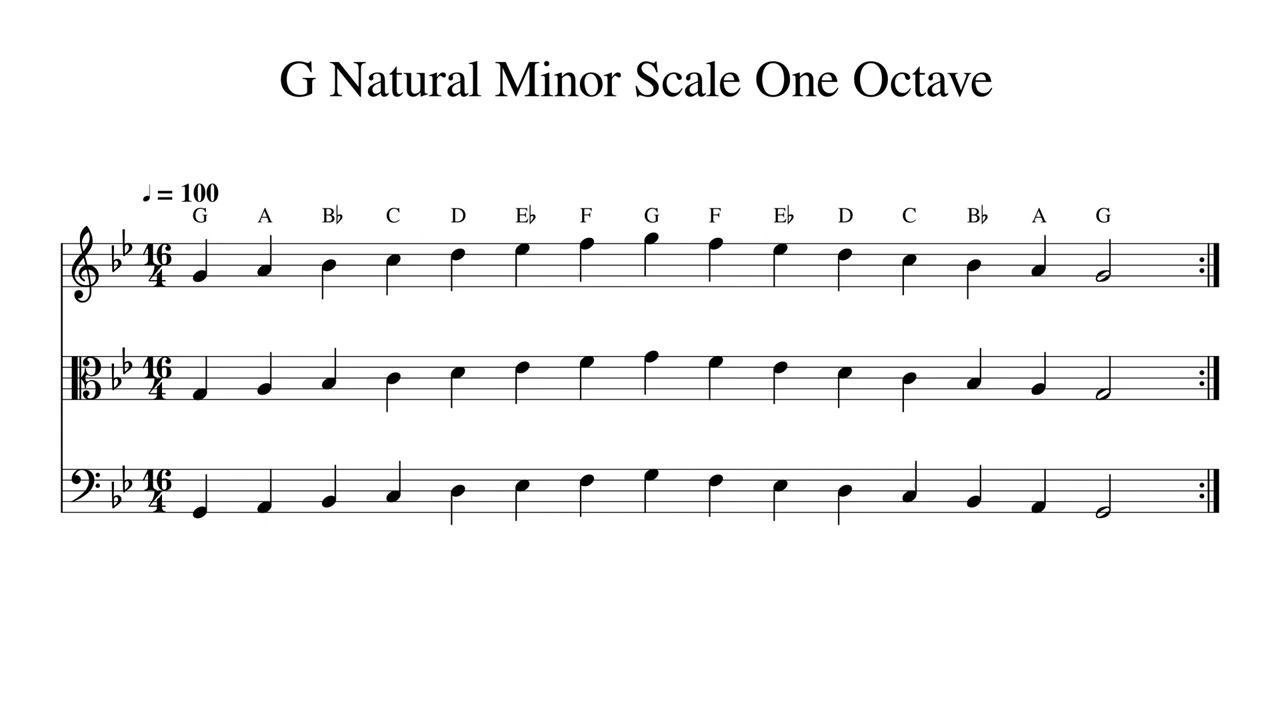 G Natural Minor Scale One Octave
♩ = 100
G A B♭ C D E♭ F G F E♭ D C B♭ A G
16
4
16
4
16
4